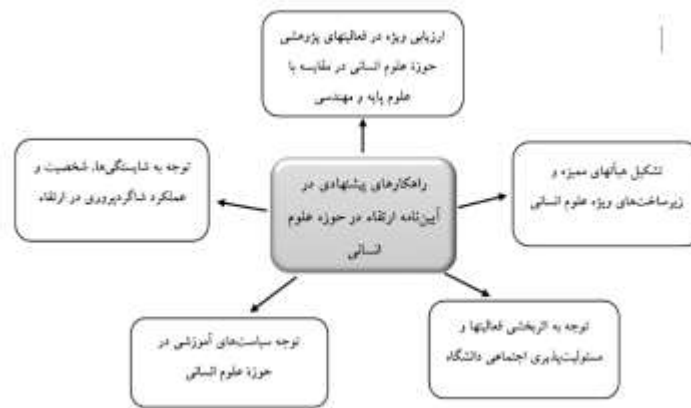 ارزیابی ویژه در فعالیتهای پژوهشی
حوزۀ علوم انسانی در مقایسه با
علوم پایه و مهندسی
توجه به شایستگی‌ها، شخصیت و
عملکرد شاگردپروری در ارتقاء
راهکارهای پیشنهادی در
آیین‌نامه ارتقاء در حوزه علوم
انسانی
تشکیل هیأتهای ممیزه و
زیرساخت‌های ویژه علوم انسانی
توجه سیاست‌های آموزشی در
حوزۀ علوم انسانی
توجه به اثربخشی فعالیتها و
مسئولیت‌پذیری اجتماعی دانشگاه